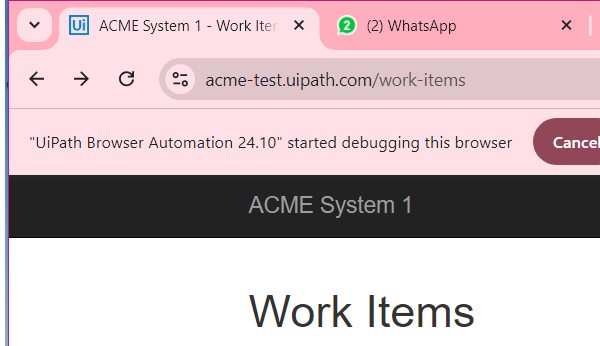 Ui ACME System 1 - Work Iter 2 (2) WhatsApp
acme-test.uipath.com/work-items
"UiPath Browser Automation 24.10" started debugging this browser Cancel
ACME System 1
Work Items